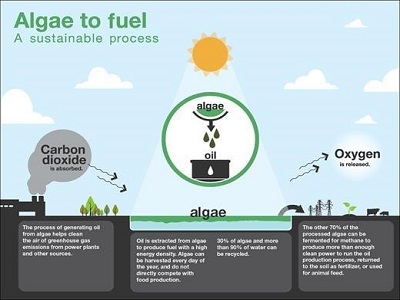 Algae to fuel
A sustainable process
algae
oil
Carbon
dioxide
is absorbed.
Oxygen
is released.
algae
The process of generating oil
from algae helps clean
the air of greenhouse gas
emissions from power plants
and other sources.
Oil is extracted from algae
to produce fuel with a high
energy density. Algae can
be harvested every day of
the year, and do not
directly compete with
food production.
30% of algae and more
than 90% of water can
be recycled.
The other 70% of the
processed algae can be
fermented for methane to
produce more than enough
clean power to run the oil
production process, returned
to the soil as fertilizer, or used
for animal feed.